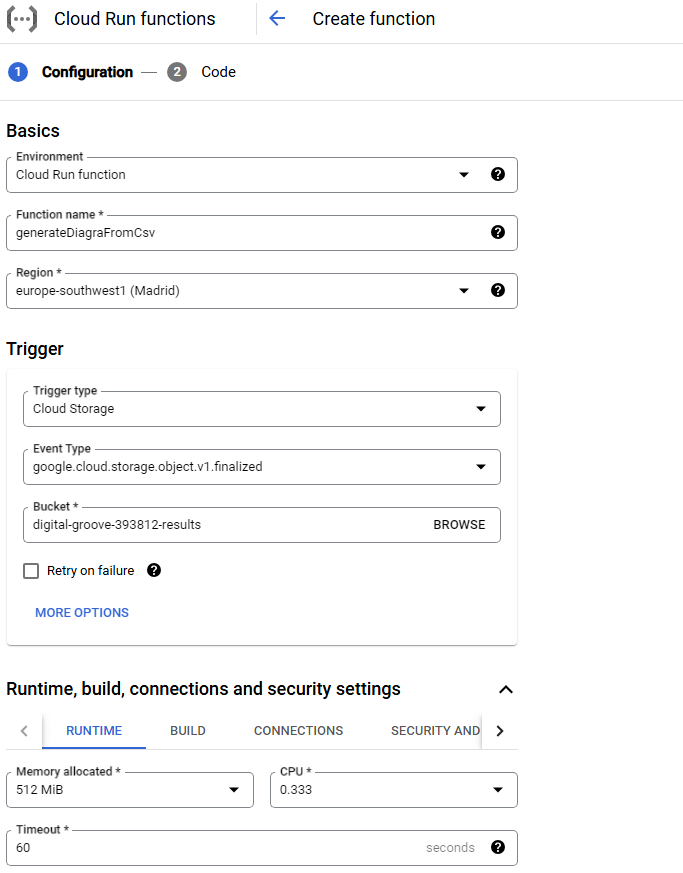 Cloud Run functions
Create function
1 Configuration — 2 Code
Basics
Environment
Cloud Run function
Function name *
generateDiagraFromCsv
Region *
europe-southwest1 (Madrid)
Trigger
Trigger type
Cloud Storage
Event Type
google.cloud.storage.object.v1.finalized
Bucket *
digital-groove-393812-results BROWSE
Retry on failure
MORE OPTIONS
Runtime, build, connections and security settings
RUNTIME BUILD CONNECTIONS SECURITY AND
Memory allocated * CPU *
512 MiB 0.333
Timeout *
60 seconds